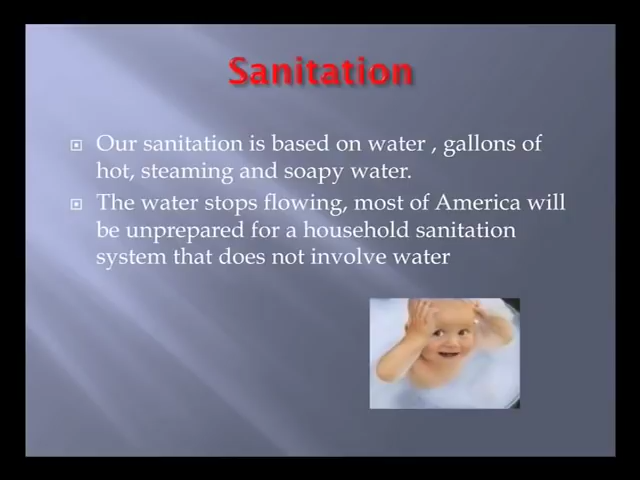 Sanitation
Our sanitation is based on water , gallons of
hot, steaming and soapy water.
The water stops flowing, most of America will
be unprepared for a household sanitation
system that does not involve water